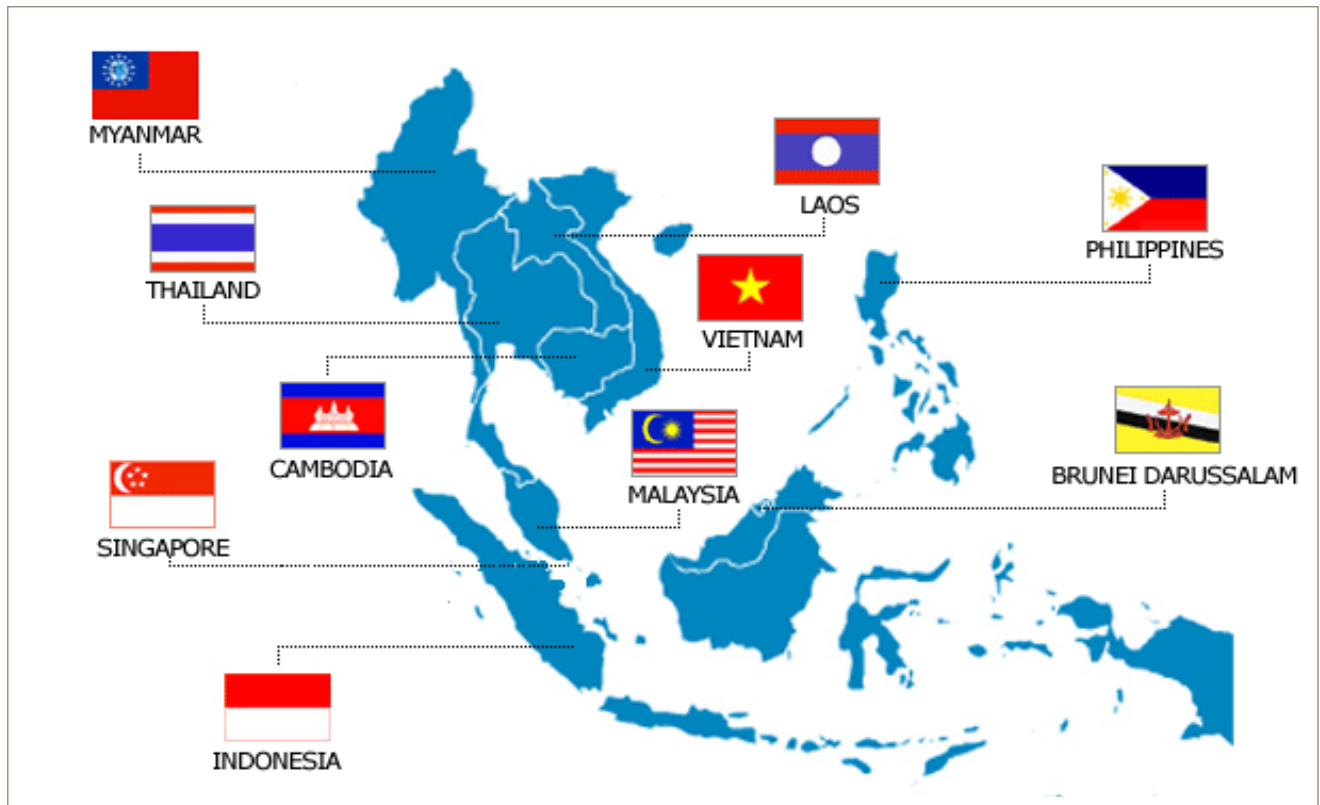 MYANMAR
LAOS
PHILIPPINES
THAILAND
VIETNAM
CAMBODIA
MALAYSIA
BRUNEI DARUSSALAM
SINGAPORE
INDONESIA